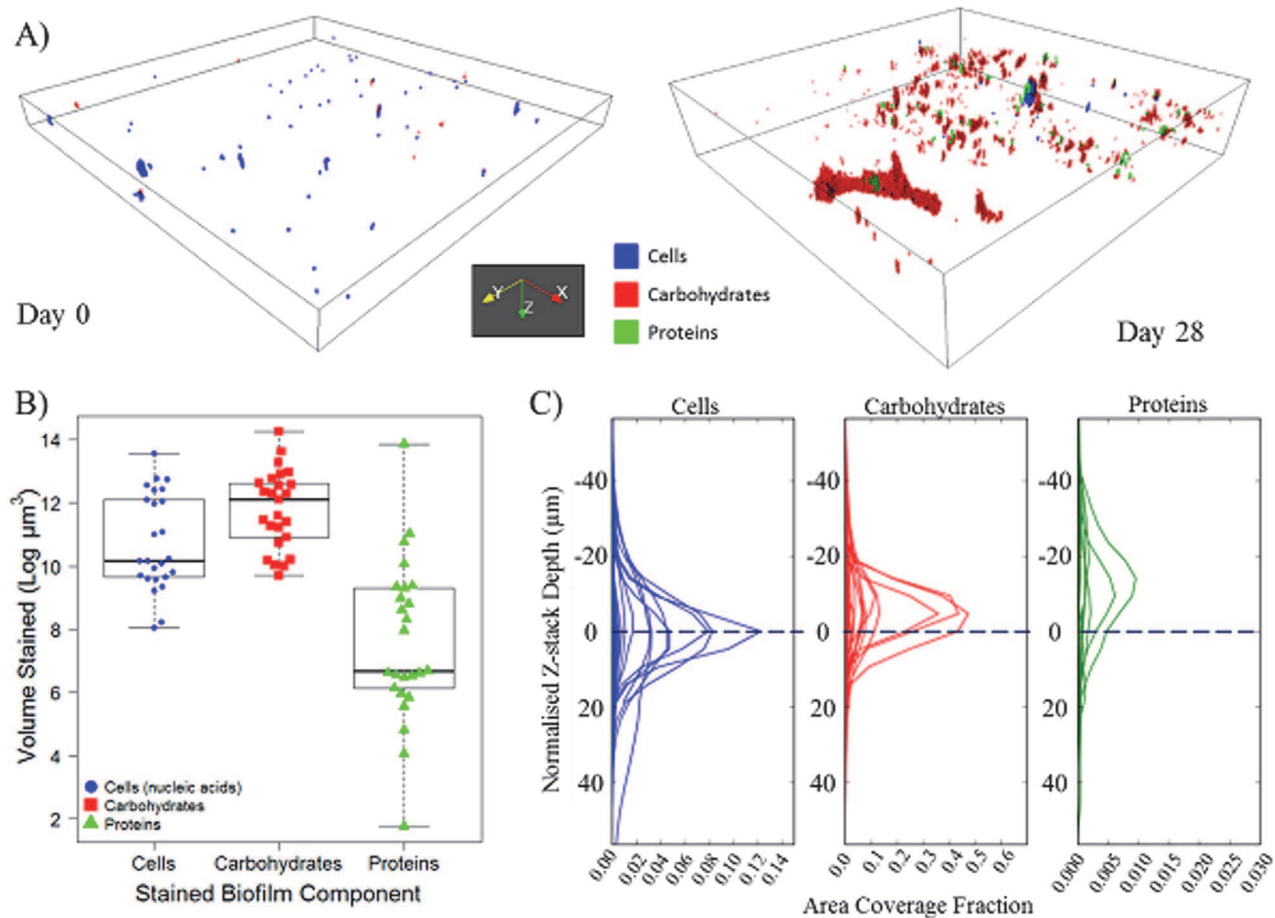 A)
Day 0
Y X
Z
Cells
Carbohydrates
Proteins
Day 28
B)
Volume Stained (Log μm³)
14
12
10
8
6
4
2
Cells (nucleic acids)
Carbohydrates
Proteins
Cells Carbohydrates Proteins
Stained Biofilm Component
C)
Cells Carbohydrates Proteins
Normalised Z-stack Depth (μm)
-40 -40 -40
-20 -20 -20
0 0 0
20 20 20
40 40 40
0.00 0.02 0.04 0.06 0.08 0.10 0.12 0.14
0.0 0.1 0.2 0.3 0.4 0.5 0.6
0.000 0.005 0.010 0.015 0.020 0.025 0.030
Area Coverage Fraction